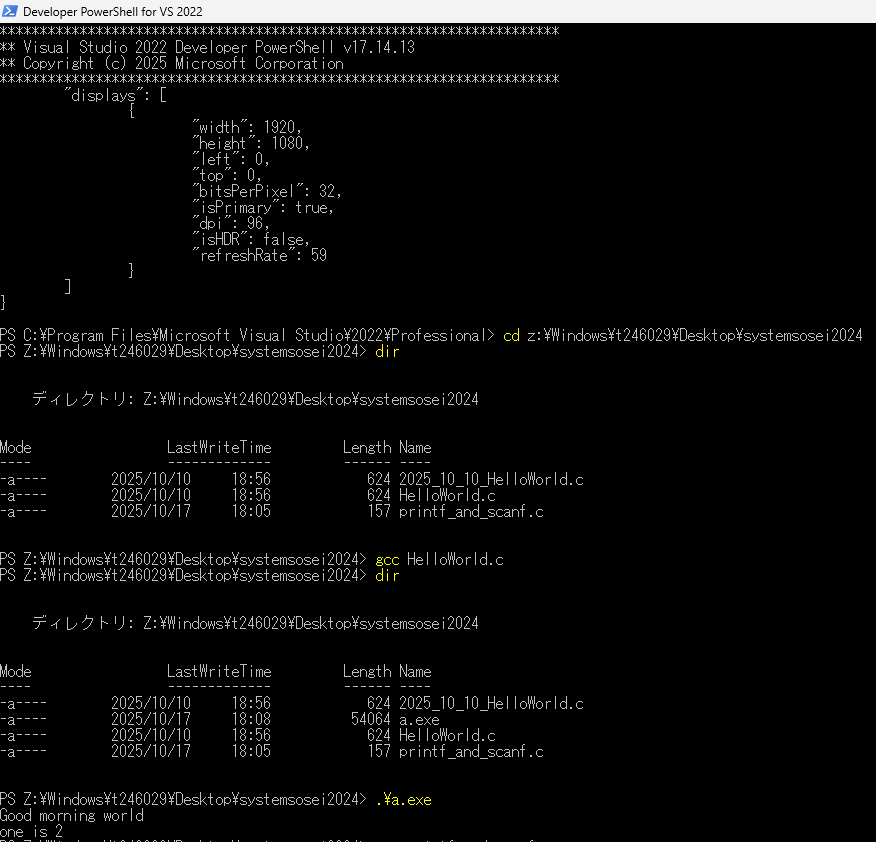 Developer PowerShell for VS 2022
**********************************************************************
** Visual Studio 2022 Developer PowerShell v17.14.13
** Copyright (c) 2025 Microsoft Corporation
**********************************************************************
"displays": [
{
"width": 1920,
"height": 1080,
"left": 0,
"top": 0,
"bitsPerPixel": 32,
"isPrimary": true,
"dpi": 96,
"isHDR": false,
"refreshRate": 59
}
]
}
PS C:¥Program Files¥Microsoft Visual Studio¥2022¥Professional> cd z:¥Windows¥t246029¥Desktop¥systemsosei2024
PS Z:¥Windows¥t246029¥Desktop¥systemsosei2024> dir
ディレクトリ: Z:¥Windows¥t246029¥Desktop¥systemsosei2024
Mode LastWriteTime Length Name
---- ------------- ------ ----
-a---- 2025/10/10 18:56 624 2025_10_10_HelloWorld.c
-a---- 2025/10/10 18:56 624 HelloWorld.c
-a---- 2025/10/17 18:05 157 printf_and_scanf.c
PS Z:¥Windows¥t246029¥Desktop¥systemsosei2024> gcc HelloWorld.c
PS Z:¥Windows¥t246029¥Desktop¥systemsosei2024> dir
ディレクトリ: Z:¥Windows¥t246029¥Desktop¥systemsosei2024
Mode LastWriteTime Length Name
---- ------------- ------ ----
-a---- 2025/10/10 18:56 624 2025_10_10_HelloWorld.c
-a---- 2025/10/17 18:08 54064 a.exe
-a---- 2025/10/10 18:56 624 HelloWorld.c
-a---- 2025/10/17 18:05 157 printf_and_scanf.c
PS Z:¥Windows¥t246029¥Desktop¥systemsosei2024> .¥a.exe
Good morning world
one is 2